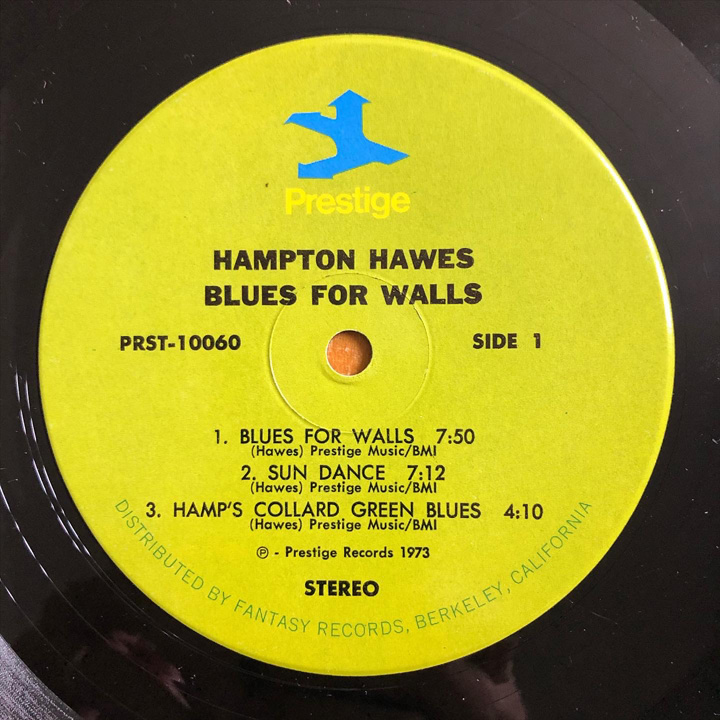 Prestige
HAMPTON HAWES
BLUES FOR WALLS
PRST-10060 SIDE 1
1. BLUES FOR WALLS 7:50
(Hawes) Prestige Music/BMI
2. SUN DANCE 7:12
(Hawes) Prestige Music/BMI
3. HAMP'S COLLARD GREEN BLUES 4:10
(Hawes) Prestige Music/BMI
℗ - Prestige Records 1973
STEREO
DISTRIBUTED BY FANTASY RECORDS, BERKELEY, CALIFORNIA